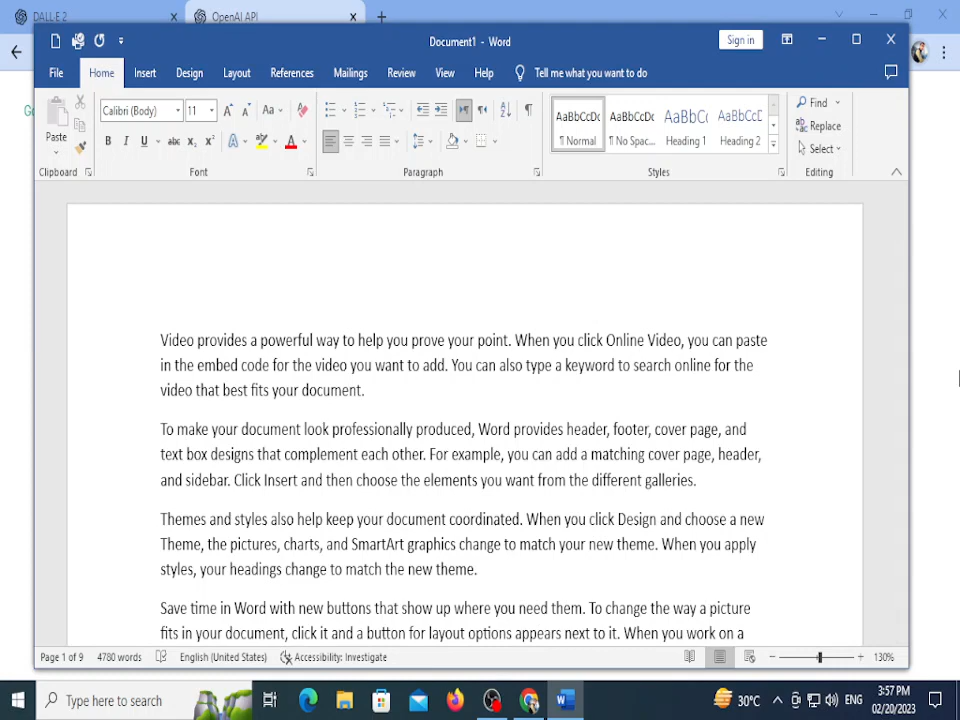 DALL·E 2
OpenAI API
Document1 - Word
Sign in
File Home Insert Design Layout References Mailings Review View Help Tell me what you want to do
Calibri (Body) 11 Aa
AaBbCcDc AaBbCcDc AaBbCc AaBbCcD
Find
Paste
Replace
B I U abc x₂ x² A A
¶ Normal ¶ No Spac... Heading 1 Heading 2
Select
Clipboard Font Paragraph Styles Editing
Video provides a powerful way to help you prove your point. When you click Online Video, you can paste
in the embed code for the video you want to add. You can also type a keyword to search online for the
video that best fits your document.
To make your document look professionally produced, Word provides header, footer, cover page, and
text box designs that complement each other. For example, you can add a matching cover page, header,
and sidebar. Click Insert and then choose the elements you want from the different galleries.
Themes and styles also help keep your document coordinated. When you click Design and choose a new
Theme, the pictures, charts, and SmartArt graphics change to match your new theme. When you apply
styles, your headings change to match the new theme.
Save time in Word with new buttons that show up where you need them. To change the way a picture
fits in your document, click it and a button for layout options appears next to it. When you work on a
Page 1 of 9 4780 words English (United States) Accessibility: Investigate 130%
Type here to search
30°C ENG
3:57 PM
02/20/2023